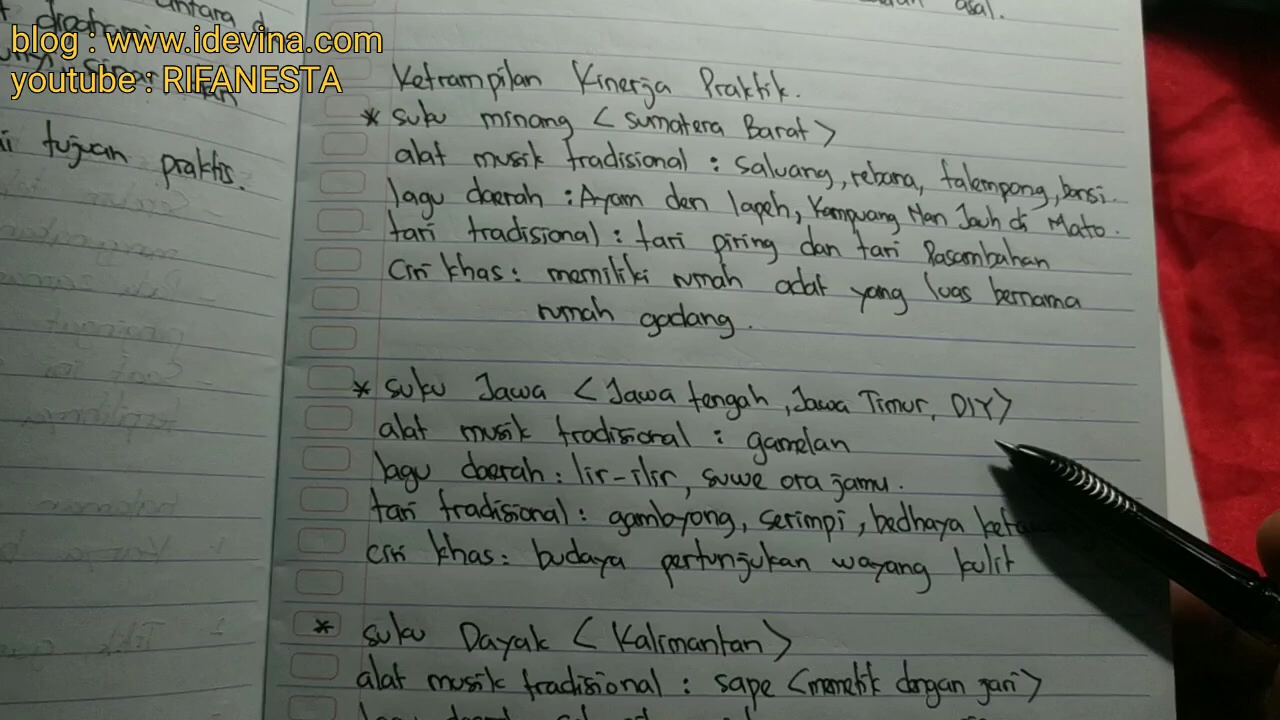 antara d
asal.
blog : www.idevina.com
youtube : RIFANESTA
tujuan praktis.
Ketrampilan Kinerja Praktik.
* suku minang < Sumatera Barat >
alat musik tradisional : saluang, rebana, talempong, bansi.
lagu daerah : Ayam den lapeh, Kampuang Nan Jauh di Mato.
tari tradisional : tari piring dan tari Pasambahan
Ciri khas : memiliki rumah adat yang luas bernama
rumah gadang.
* suku Jawa < Jawa tengah, Jawa Timur, DIY >
alat musik tradisional : gamelan
lagu daerah : lir-ilir, suwe ora jamu.
tari tradisional : gambyong, serimpi, bedhaya keta
Ciri khas : budaya pertunjukan wayang kulit
* suku Dayak < Kalimantan >
alat musik tradisional : sape < memetik dengan jari >